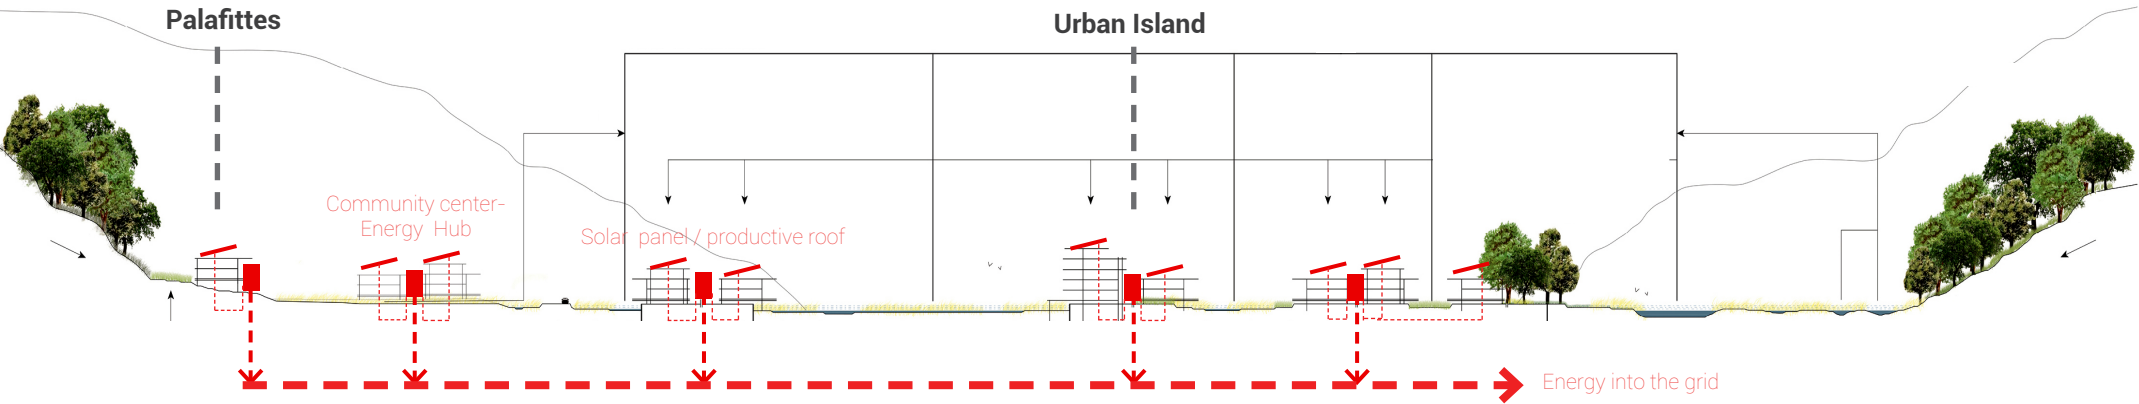 Palafittes
Urban Island
Community center-
Energy Hub
Solar panel / productive roof
Energy into the grid